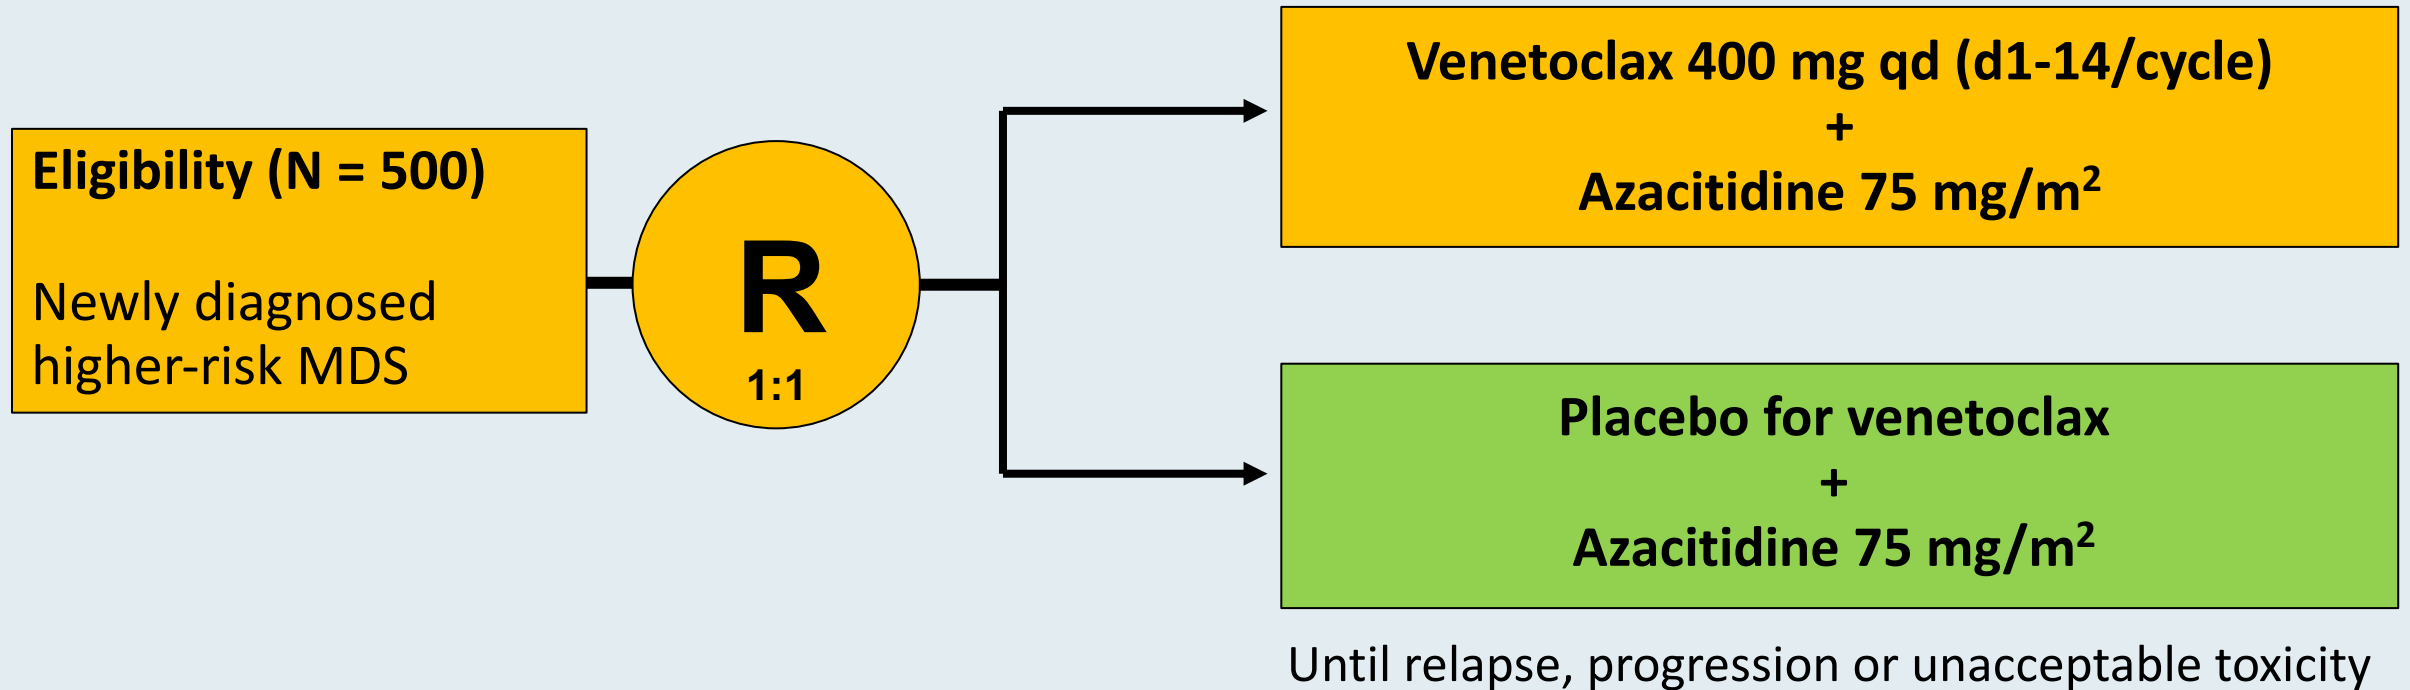 Eligibility (N = 500)
Newly diagnosed
higher-risk MDS
R
1:1
Venetoclax 400 mg qd (d1-14/cycle)
+
Azacitidine 75 mg/m²
Placebo for venetoclax
+
Azacitidine 75 mg/m²
Until relapse, progression or unacceptable toxicity